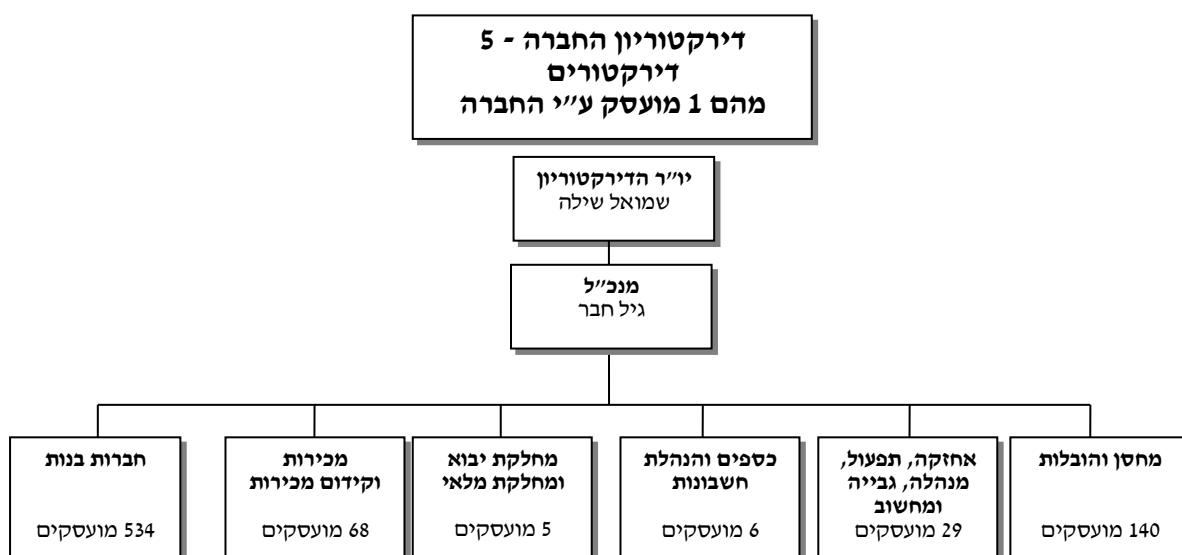 דירקטוריון החברה - 5
דירקטורים
מהם 1 מועסק ע״י החברה
יו״ר הדירקטוריון
שמואל שילה
מנכ״ל
גיל חבר
מחסן והובלות
140 מועסקים
אחזקה, תפעול,
מנהלה, גבייה
ומחשוב
29 מועסקים
כספים והנהלת
חשבונות
6 מועסקים
מחלקת יבוא
ומחלקת מלאי
5 מועסקים
מכירות
וקידום מכירות
68 מועסקים
חברות בנות
534 מועסקים